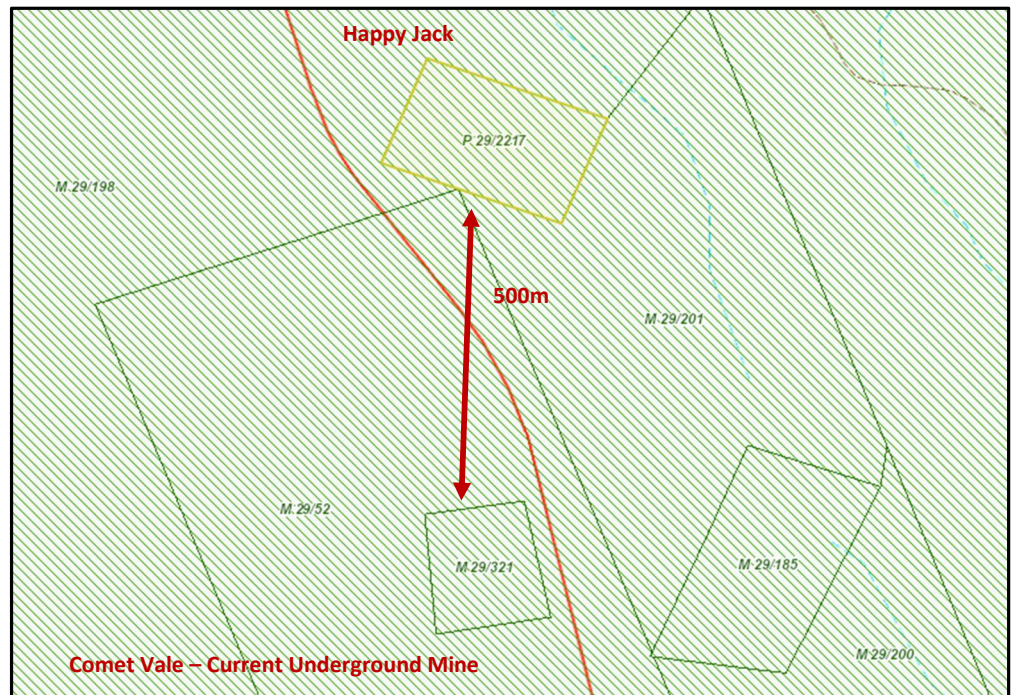 Happy Jack
P 29/2217
M 29/198
500m
M 29/201
M 29/52
M 29/321
M 29/185
M 29/200
Comet Vale – Current Underground Mine